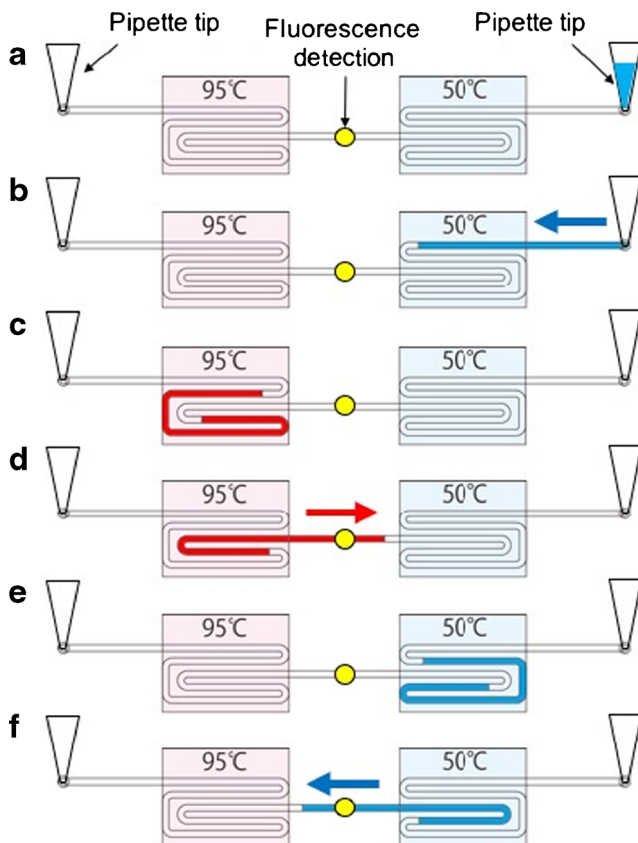 Pipette tip
Fluorescence
detection
Pipette tip
a
95℃
50℃
b
95℃
50℃
c
95℃
50℃
d
95℃
50℃
e
95℃
50℃
f
95℃
50℃